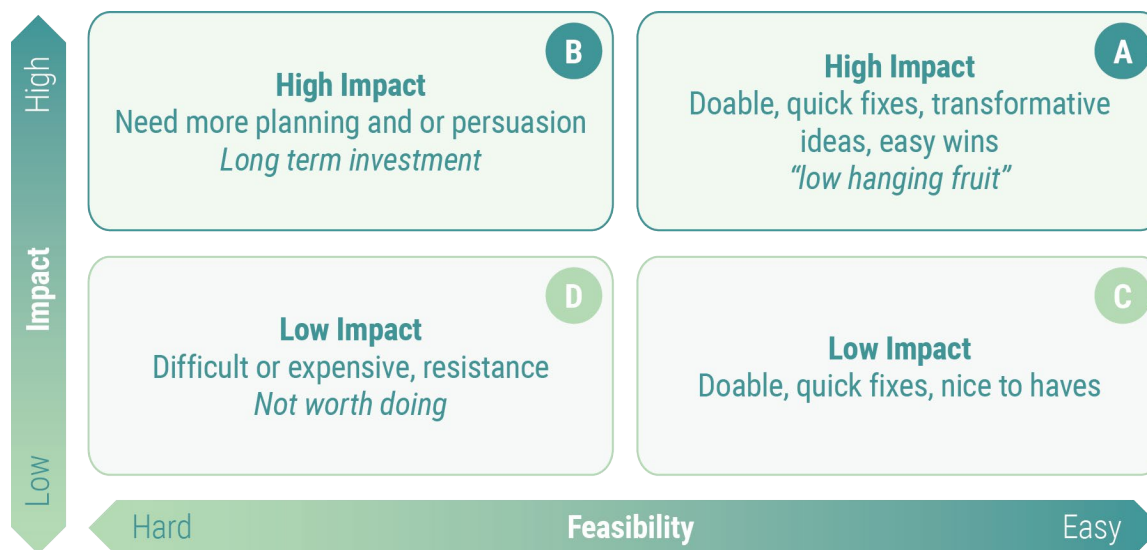 High
Impact
Low
B
High Impact
Need more planning and or persuasion
Long term investment
A
High Impact
Doable, quick fixes, transformative
ideas, easy wins
“low hanging fruit”
D
Low Impact
Difficult or expensive, resistance
Not worth doing
C
Low Impact
Doable, quick fixes, nice to haves
Hard
Feasibility
Easy